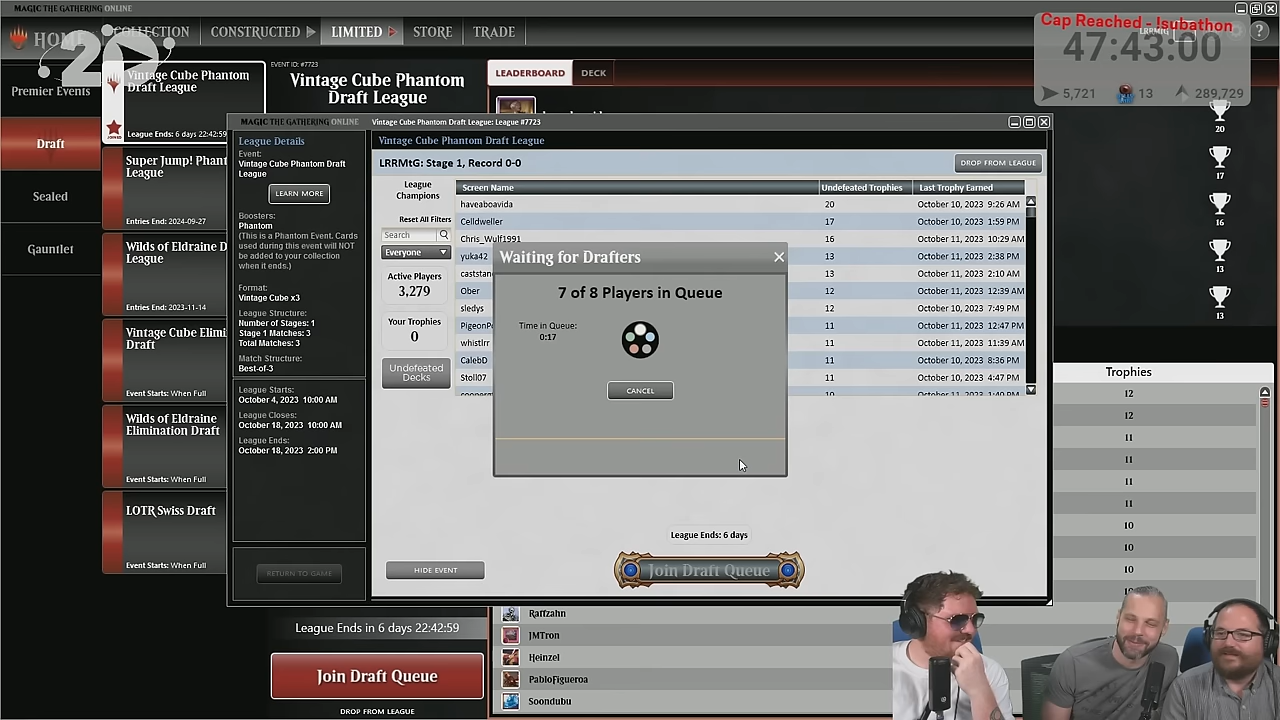 MAGIC THE GATHERING ONLINE
HOME
COLLECTION
CONSTRUCTED
LIMITED
STORE
TRADE
Cap Reached - !subathon
47:43:00
5,721
13
289,729
Premier Events
Draft
Sealed
Gauntlet
Vintage Cube Phantom
Draft League
JOINED
League Ends: 6 days 22:42:59
EVENT ID: #7723
Vintage Cube Phantom
Draft League
LEADERBOARD
DECK
20
17
16
13
13
Super Jump! Phant
League
Entries End: 2024-09-27
Wilds of Eldraine D
League
Entries End: 2023-11-14
Vintage Cube Elimi
Draft
Event Starts: When Full
Wilds of Eldraine
Elimination Draft
Event Starts: When Full
LOTR Swiss Draft
Event Starts: When Full
MAGIC THE GATHERING ONLINE
Vintage Cube Phantom Draft League: League #7723
League Details
Event:
Vintage Cube Phantom Draft
League
LEARN MORE
Boosters:
Phantom
(This is a Phantom Event. Cards
used during this event will NOT
be added to your collection
when it ends.)
Format:
Vintage Cube x3
League Structure:
Number of Stages: 1
Stage 1 Matches: 3
Total Matches: 3
Match Structure:
Best-of-3
League Starts:
October 4, 2023 10:00 AM
League Closes:
October 18, 2023 10:00 AM
League Ends:
October 18, 2023 2:00 PM
RETURN TO GAME
Vintage Cube Phantom Draft League
LRRMtG: Stage 1, Record 0-0
DROP FROM LEAGUE
League
Champions
Reset All Filters
Search
Everyone
Active Players
3,279
Your Trophies
0
Undefeated
Decks
Screen Name
Undefeated Trophies
Last Trophy Earned
haveaboavida
20
October 10, 2023 9:26 AM
Celldweller
17
October 10, 2023 1:59 PM
Chris_Wulf1991
16
October 11, 2023 10:29 AM
yuka42
13
October 11, 2023 2:38 PM
caststan
13
October 11, 2023 2:10 AM
Ober
12
October 11, 2023 12:39 AM
sledys
12
October 10, 2023 7:49 PM
PigeonPo
11
October 11, 2023 12:47 PM
whistlrr
11
October 11, 2023 11:39 AM
CalebD
11
October 10, 2023 8:36 PM
Stoll07
11
October 10, 2023 4:47 PM
Waiting for Drafters
7 of 8 Players in Queue
Time in Queue:
0:17
CANCEL
League Ends: 6 days
HIDE EVENT
Join Draft Queue
Trophies
12
12
11
11
11
11
10
10
10
League Ends in 6 days 22:42:59
Join Draft Queue
DROP FROM LEAGUE
Raffzahn
JMTron
Heinzel
PabloFigueroa
Soondubu